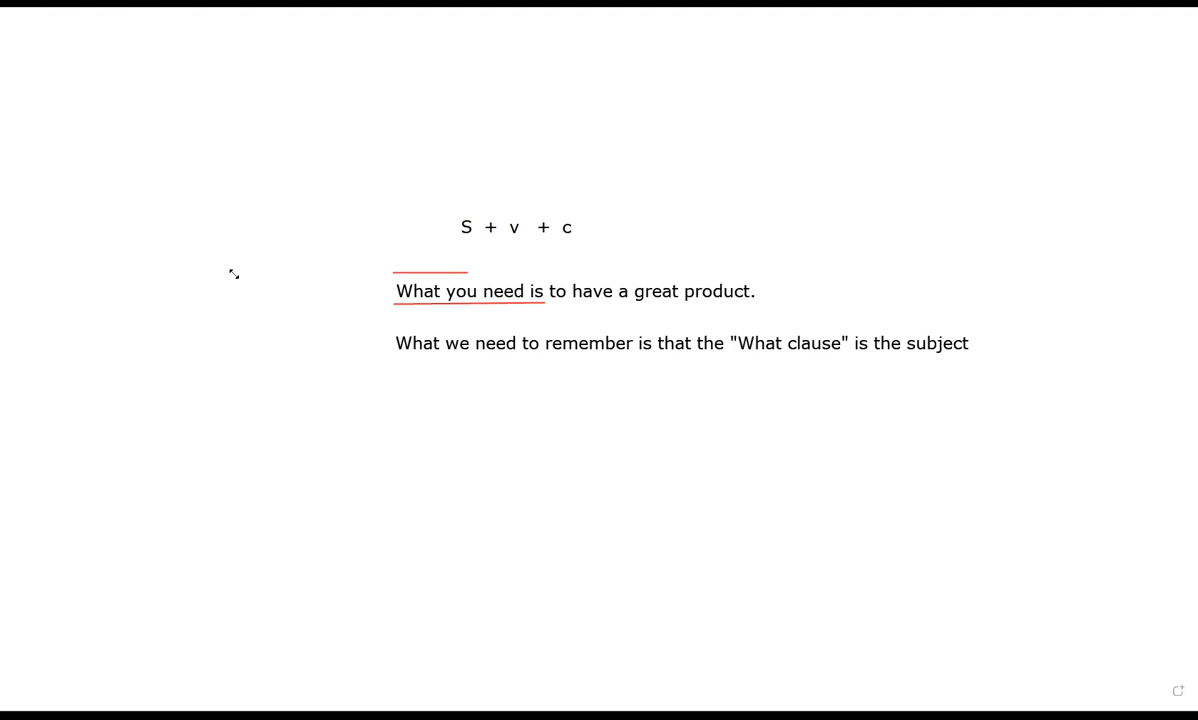 S + v + c
What you need is to have a great product.
What we need to remember is that the "What clause" is the subject